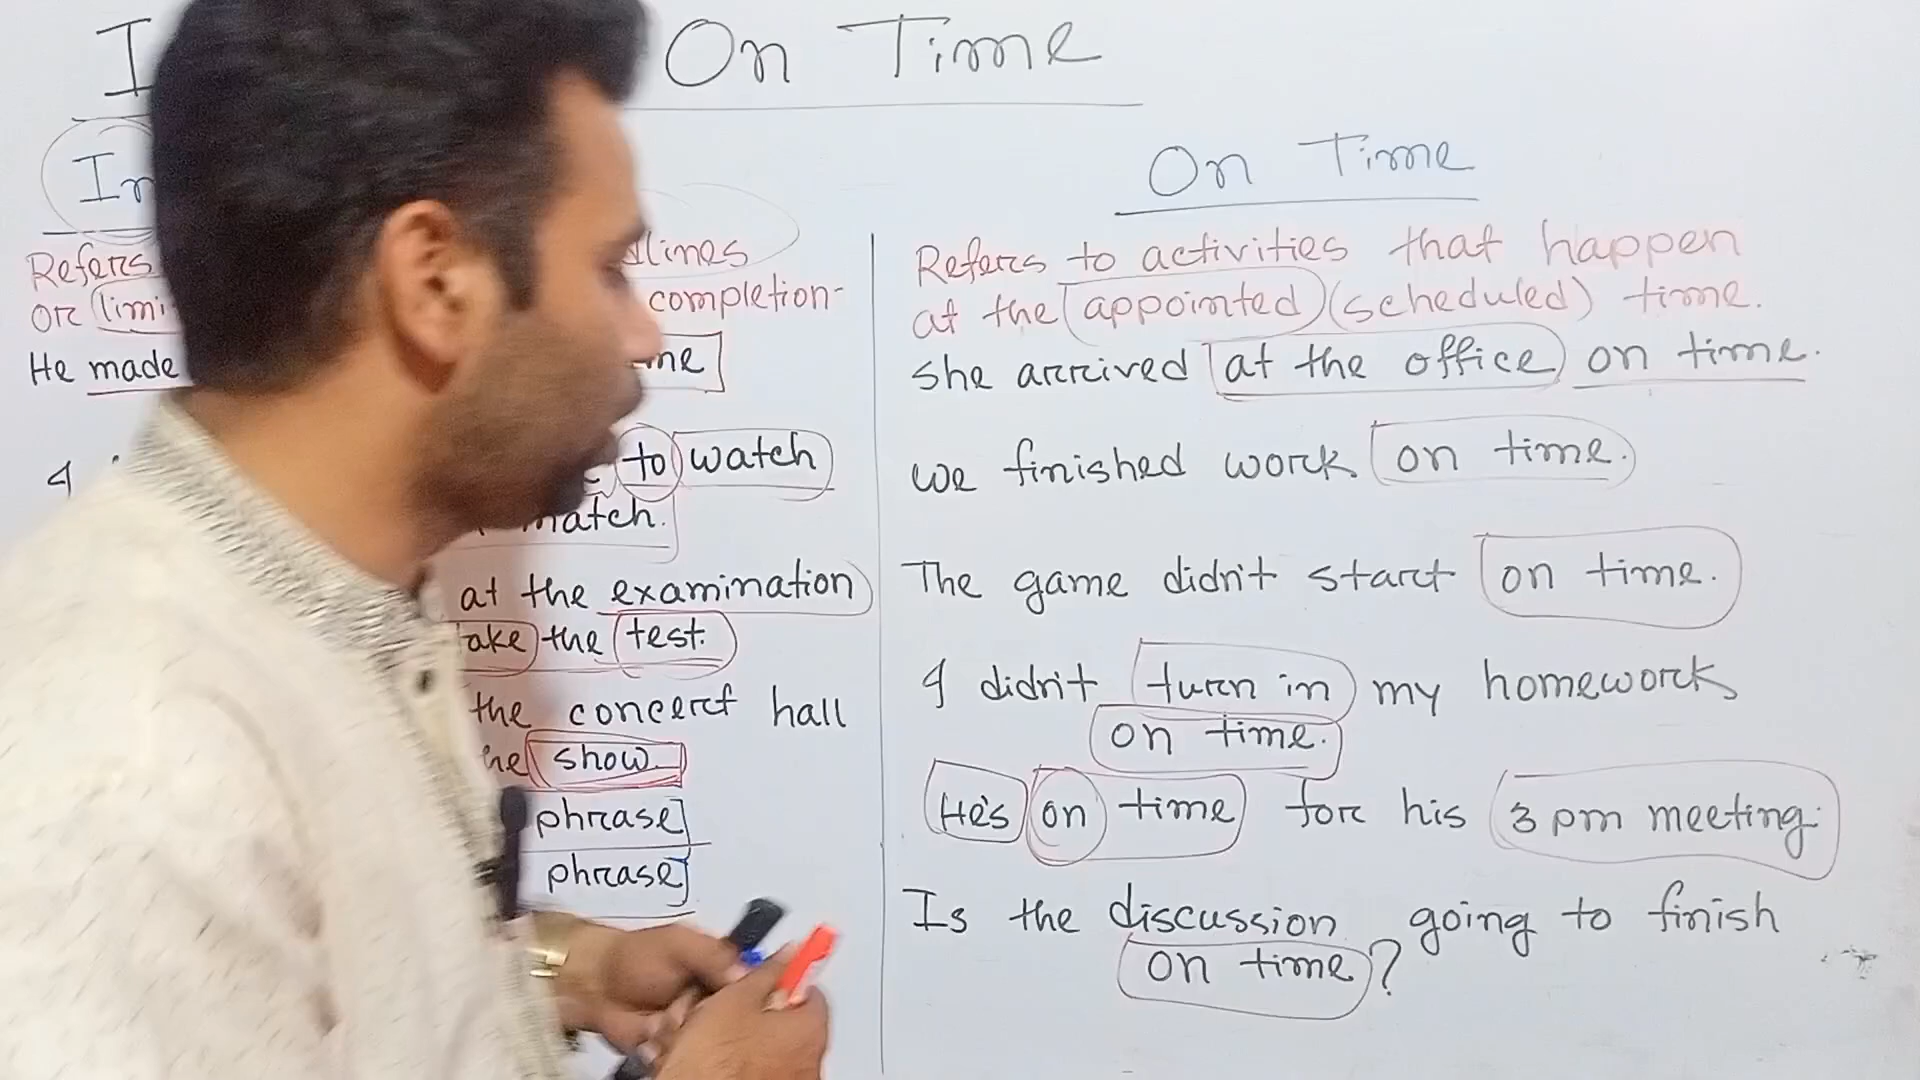 I On Time
In
Refers lines
or limi completion-
He made me
I to watch
match.
at the examination
ake the test.
the concert hall
he show.
phrase]
phrase]
On Time
Refers to activities that happen
at the appointed (scheduled) time.
she arrived at the office on time.
we finished work on time.
The game didn't start on time.
I didn't turn in my homework
on time.
He's on time for his 3 pm meeting.
Is the discussion going to finish
on time?